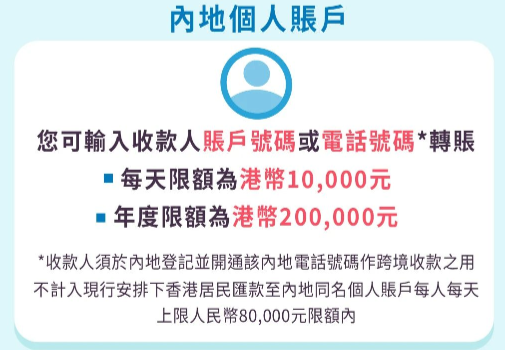 內地個人賬戶
您可輸入收款人賬戶號碼或電話號碼*轉賬
▪ 每天限額為港幣10,000元
▪ 年度限額為港幣200,000元
*收款人須於內地登記並開通該內地電話號碼作跨境收款之用
不計入現行安排下香港居民匯款至內地同名個人賬戶每人每天
上限人民幣80,000元限額內